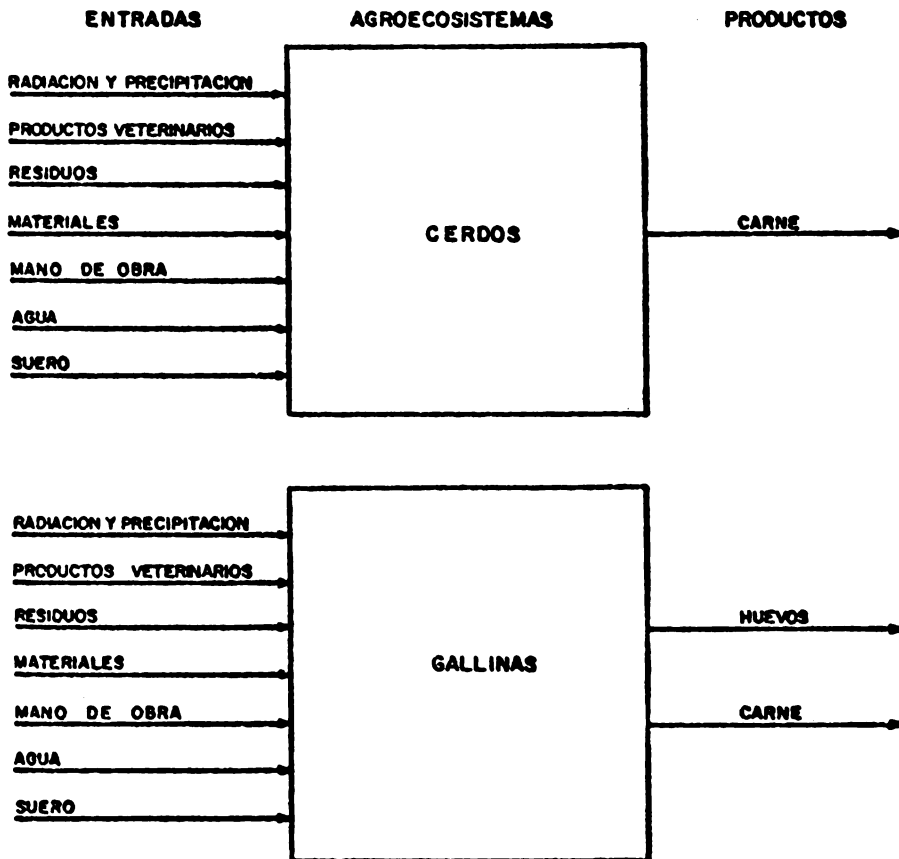 ENTRADAS AGROECOSISTEMAS PRODUCTOS
RADIACION Y PRECIPITACION
PRODUCTOS VETERINARIOS
RESIDUOS
MATERIALES
MANO DE OBRA
AGUA
SUERO
CERDOS
CARNE
RADIACION Y PRECIPITACION
PRODUCTOS VETERINARIOS
RESIDUOS
MATERIALES
MANO DE OBRA
AGUA
SUERO
GALLINAS
HUEVOS
CARNE